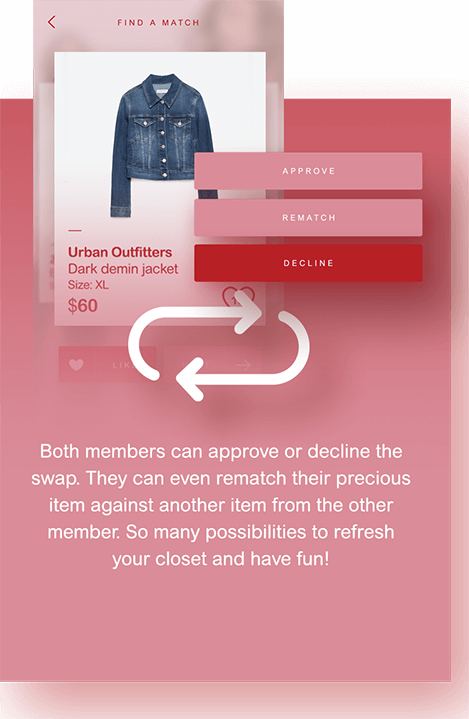 FIND A MATCH
APPROVE
REMATCH
DECLINE
Urban Outfitters
Dark demin jacket
Size: XL
$60
Both members can approve or decline the
swap. They can even rematch their precious
item against another item from the other
member. So many possibilities to refresh
your closet and have fun!